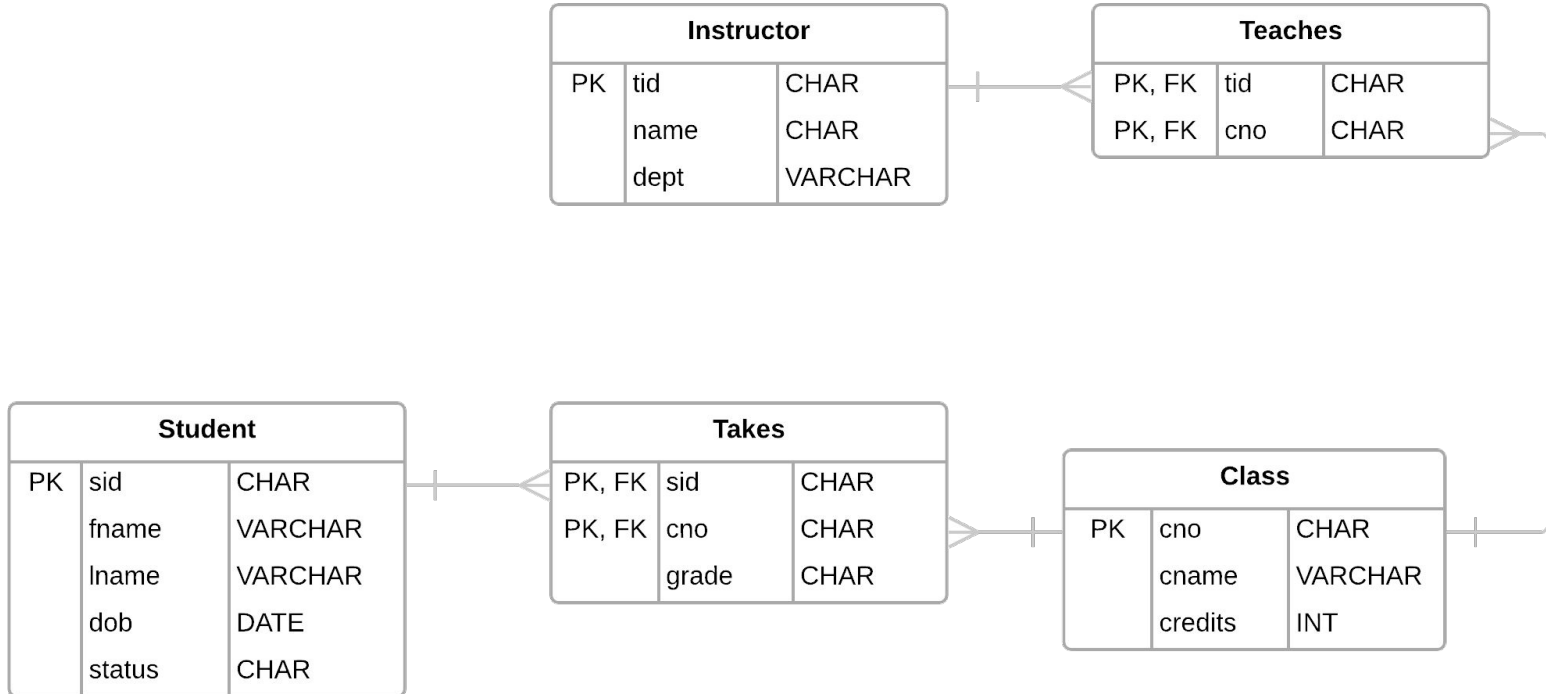 Instructor
PK tid CHAR
name CHAR
dept VARCHAR
Teaches
PK, FK tid CHAR
PK, FK cno CHAR
Student
PK sid CHAR
fname VARCHAR
lname VARCHAR
dob DATE
status CHAR
Takes
PK, FK sid CHAR
PK, FK cno CHAR
grade CHAR
Class
PK cno CHAR
cname VARCHAR
credits INT